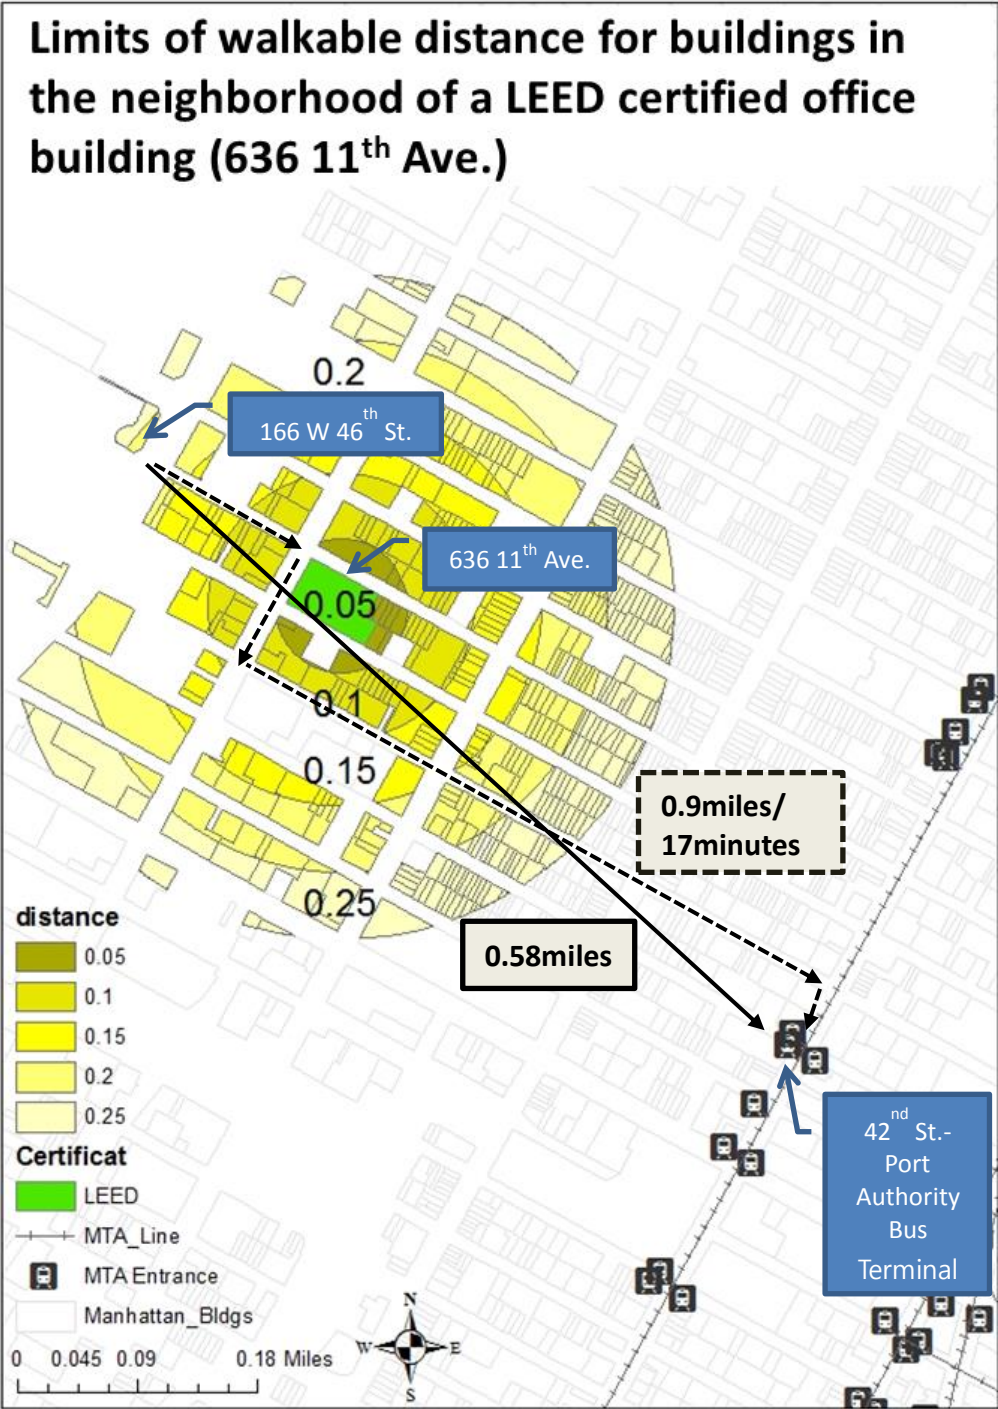 Limits of walkable distance for buildings in
the neighborhood of a LEED certified office
building (636 11th Ave.)
0.2
166 W 46th St.
636 11th Ave.
0.05
0.1
0.15
0.9miles/
17minutes
0.25
0.58miles
distance
0.05
0.1
0.15
0.2
0.25
Certificat
LEED
MTA_Line
MTA Entrance
Manhattan_Bldgs
0 0.045 0.09 0.18 Miles
N
W E
S
42nd St.-
Port
Authority
Bus
Terminal